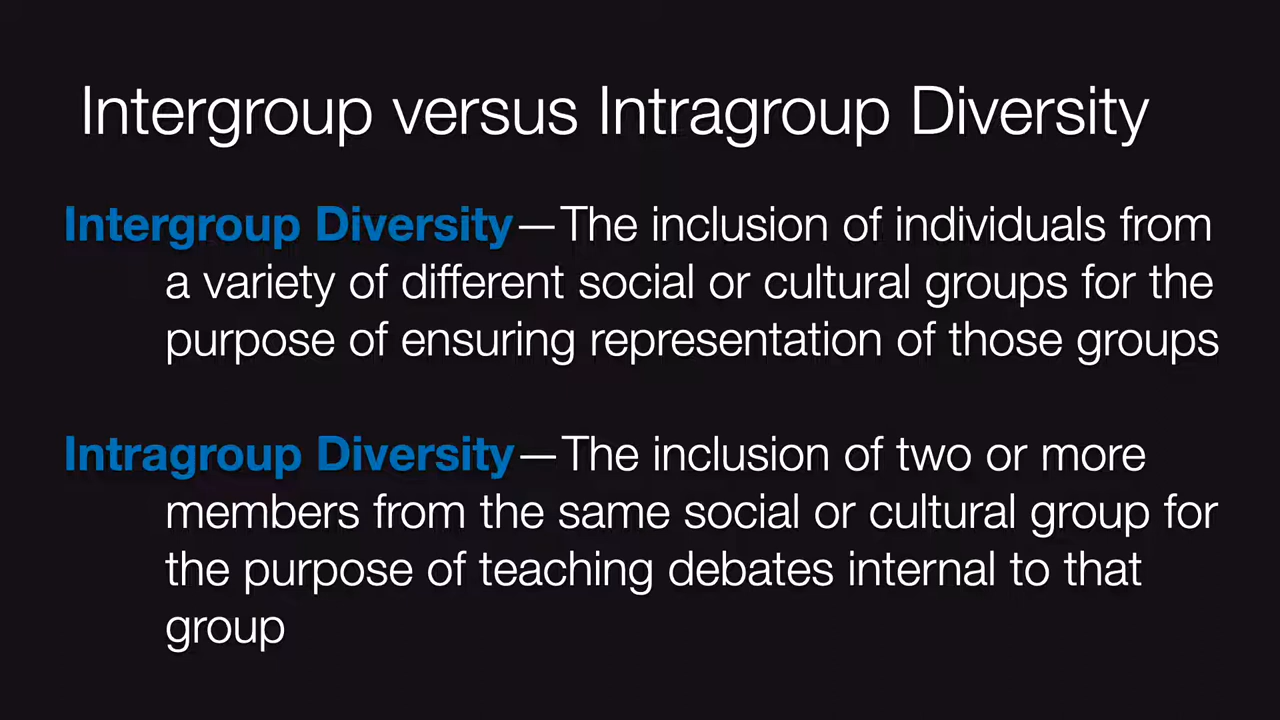 Intergroup versus Intragroup Diversity
Intergroup Diversity—The inclusion of individuals from
a variety of different social or cultural groups for the
purpose of ensuring representation of those groups
Intragroup Diversity—The inclusion of two or more
members from the same social or cultural group for
the purpose of teaching debates internal to that
group